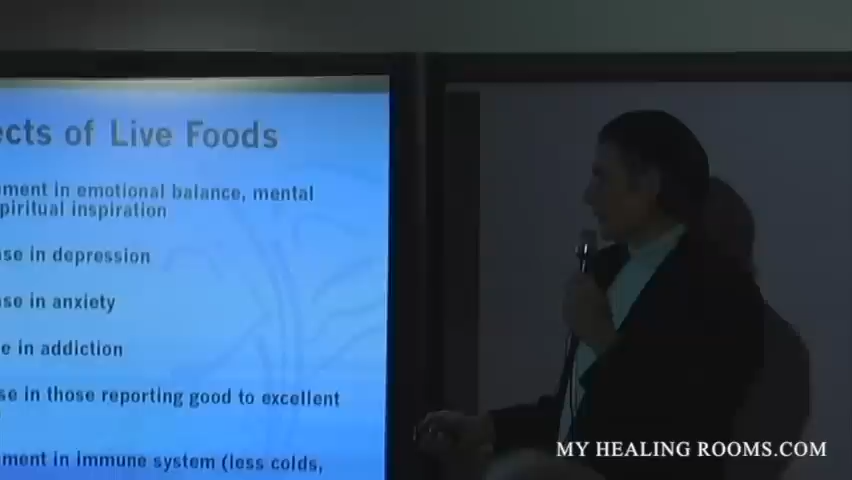 ects of Live Foods
ement in emotional balance, mental
piritual inspiration
se in depression
se in anxiety
e in addiction
se in those reporting good to excellent
ment in immune system (less colds,
MY HEALING ROOMS.COM